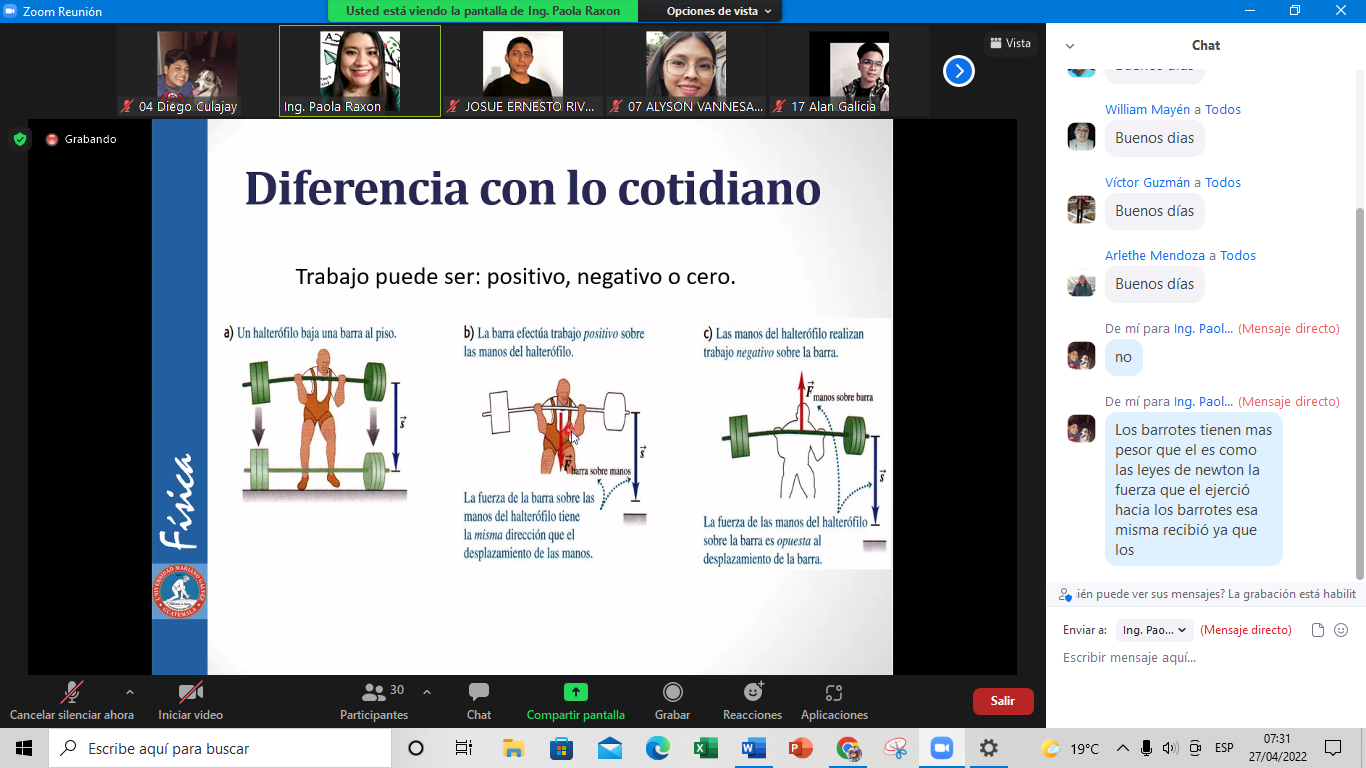 Zoom Reunión
Usted está viendo la pantalla de Ing. Paola Raxon
Opciones de vista
04 Diego Culajay
Ing. Paola Raxon
JOSUE ERNESTO RIV...
07 ALYSON VANNESA...
17 Alan Galicia
Vista
Grabando
Diferencia con lo cotidiano
Trabajo puede ser: positivo, negativo o cero.
a) Un halterófilo baja una barra al piso.
s
b) La barra efectúa trabajo positivo sobre
las manos del halterófilo.
F barra sobre manos
s
La fuerza de la barra sobre las
manos del halterófilo tiene
la misma dirección que el
desplazamiento de las manos.
c) Las manos del halterófilo realizan
trabajo negativo sobre la barra.
F manos sobre barra
s
La fuerza de las manos del halterófilo
sobre la barra es opuesta al
desplazamiento de la barra.
Física
UNIVERSIDAD MARIANO GALVEZ
GUATEMALA
Chat
Buenos días
William Mayén a Todos
Buenos dias
Víctor Guzmán a Todos
Buenos días
Arlethe Mendoza a Todos
Buenos días
De mí para Ing. Paol... (Mensaje directo)
no
De mí para Ing. Paol... (Mensaje directo)
Los barrotes tienen mas
pesor que el es como
las leyes de newton la
fuerza que el ejerció
hacia los barrotes esa
misma recibió ya que
los
ién puede ver sus mensajes? La grabación está habilit
Enviar a: Ing. Pao... (Mensaje directo)
Escribir mensaje aquí...
Cancelar silenciar ahora
Iniciar video
30
Participantes
Chat
Compartir pantalla
Grabar
Reacciones
Aplicaciones
Salir
Escribe aquí para buscar
19°C
ESP
07:31
27/04/2022